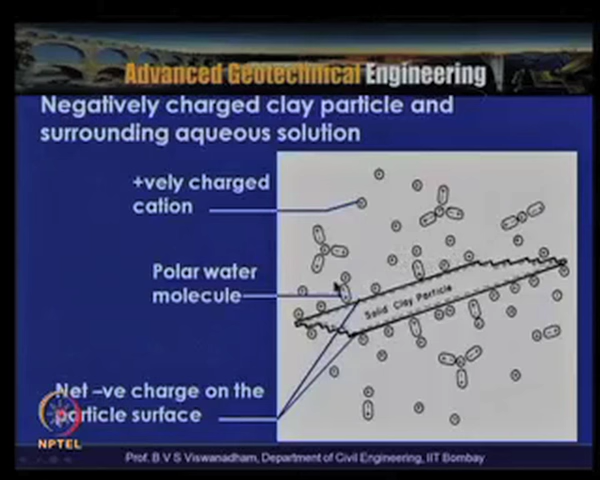 Advanced Geotechnical Engineering
Negatively charged clay particle and
surrounding aqueous solution
+vely charged
cation
Polar water
molecule
Solid Clay Particle
Net –ve charge on the
particle surface
NPTEL
Prof. B V S Viswanadham, Department of Civil Engineering, IIT Bombay